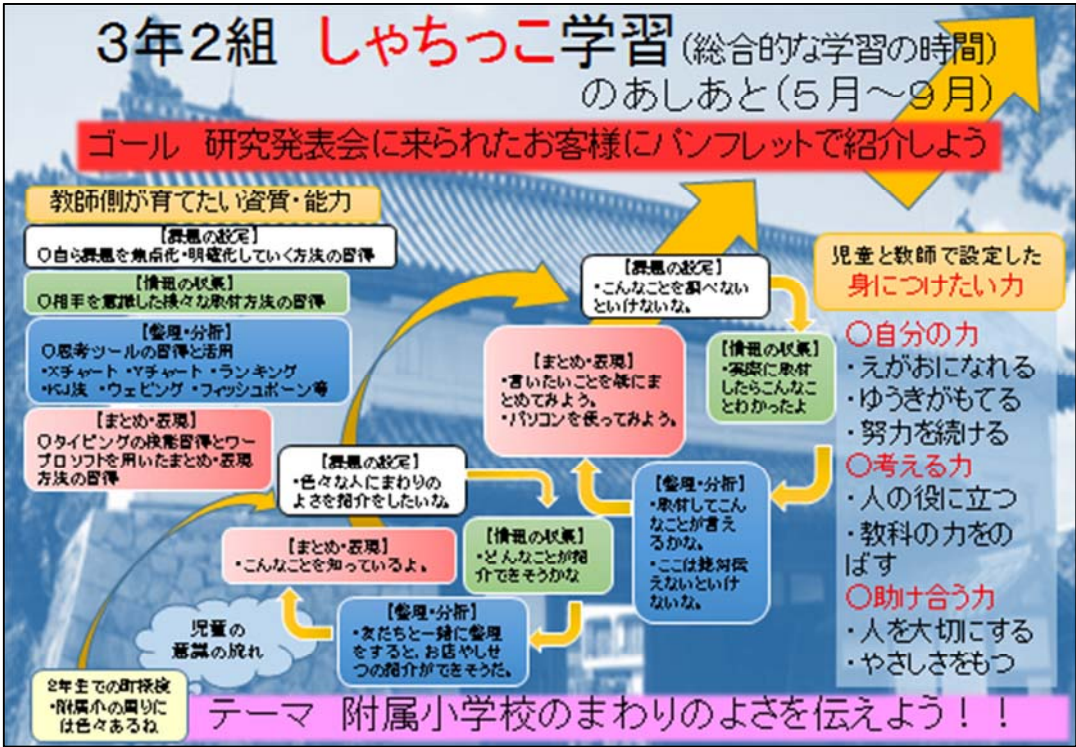 3年2組 しゃちっこ学習(総合的な学習の時間)
のあしあと(5月～9月)
ゴール 研究発表会に来られたお客様にパンフレットで紹介しよう
教師側が育てたい資質・能力
【課題の設定】
○自ら課題を焦点化・明確化していく方法の習得
【情報の収集】
○相手を意識した様々な取材方法の習得
【整理・分析】
○思考ツールの習得と活用
・Xチャート ・Yチャート ・ランキング
・KJ法 ・ウェビング ・フィッシュボーン等
【まとめ・表現】
○タイピングの技能習得とワー
プロソフトを用いたまとめ・表現
方法の習得
【課題の設定】
・こんなことを調べない
といけないな。
【情報の収集】
・実際に取材
したらこんなこ
とわかったよ
【整理・分析】
・取材してこん
なことが言え
るかな。
・ここは絶対伝
えないといけ
ないな。
【まとめ・表現】
・言いたいことを紙にま
とめてみよう。
・パソコンを使ってみよう。
【課題の設定】
・色々な人にまわりの
よさを紹介をしたいな。
【情報の収集】
・どんなことが紹
介できそうかな
【整理・分析】
・友だちと一緒に整理
をすると、お店やしせ
つの紹介ができそうだ。
【まとめ・表現】
・こんなことを知っているよ。
児童の
意識の流れ
2年生での町探検
・附属小の周りに
は色々あるね
児童と教師で設定した
身につけたい力
○自分の力
・えがおになれる
・ゆうきがもてる
・努力を続ける
○考える力
・人の役に立つ
・教科の力をの
ばす
○助け合う力
・人を大切にする
・やさしさをもつ
テーマ 附属小学校のまわりのよさを伝えよう！！